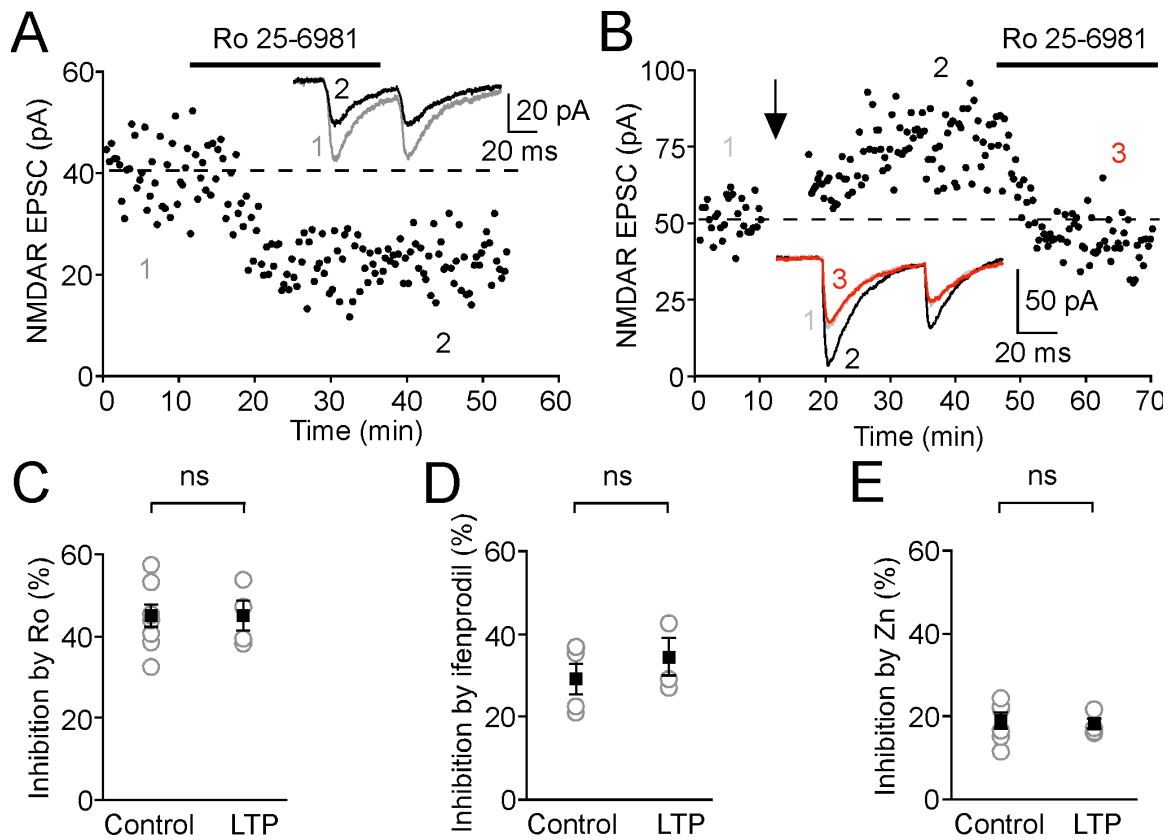 A
Ro 25-6981
60
40
20
0
NMDAR EPSC (pA)
1
2
2
1
20 pA
20 ms
0 10 20 30 40 50 60
Time (min)
B
Ro 25-6981
100
75
50
25
0
NMDAR EPSC (pA)
1
2
3
3
1
2
50 pA
20 ms
0 10 20 30 40 50 60 70
Time (min)
C
ns
60
40
20
0
Inhibition by Ro (%)
Control LTP
D
ns
60
40
20
0
Inhibition by ifenprodil (%)
Control LTP
E
ns
60
40
20
0
Inhibition by Zn (%)
Control LTP